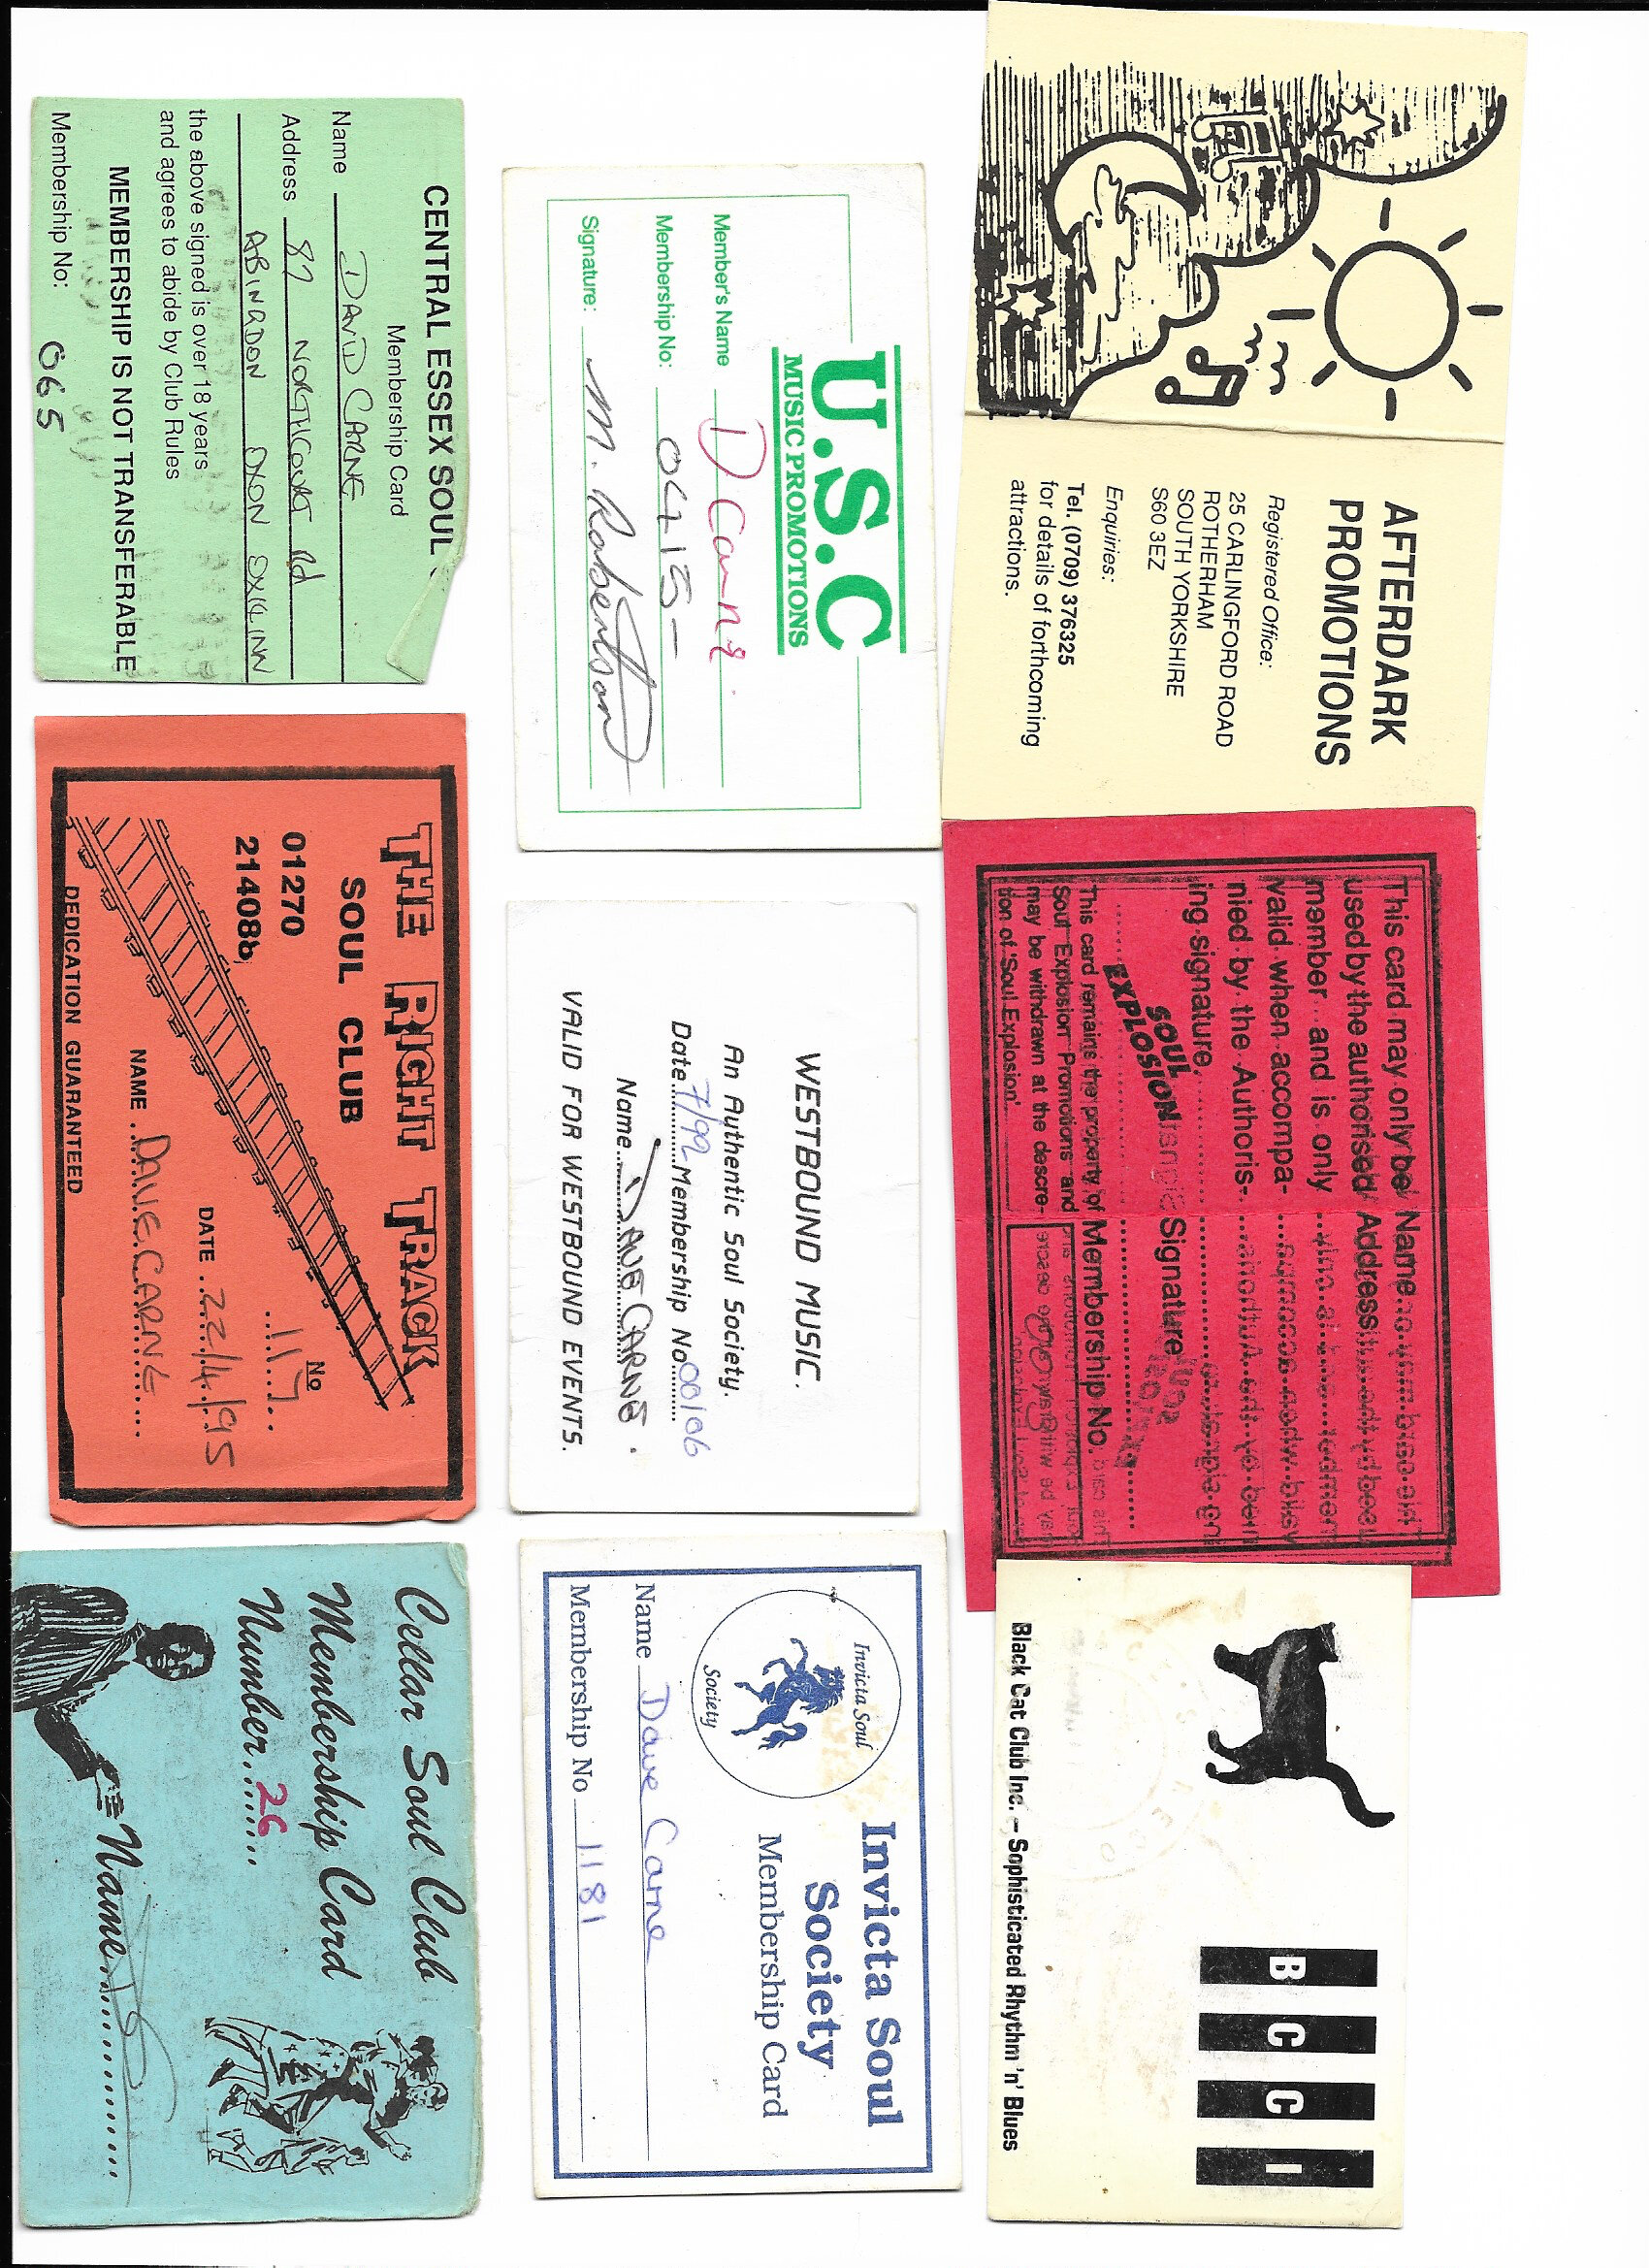 AFTERDARK
PROMOTIONS
Registered Office:
25 CARLINGFORD ROAD
ROTHERHAM
SOUTH YORKSHIRE
S60 3EZ
Enquiries:
Tel. (0709) 376325
for details of forthcoming
attractions.
This card may only be
used by the authorised
member and is only
valid when accompa-
nied by the Authoris-
ing signature.
SOUL
EXPLOSION
This card remains the property of
Soul Explosion Promotions and
may be withdrawn at the descre-
tion of 'Soul Explosion'.
Name
Address
Signature
Membership No.
B C C I
Black Cat Club Inc. – Sophisticated Rhythm 'n' Blues
U.S.C
MUSIC PROMOTIONS
Member's Name D Carne
Membership No: 04213-
Signature: M. Robertson
WESTBOUND MUSIC.
An Authentic Soul Society.
Date 7/92 Membership No 00106
Name DAVE CARNE.
VALID FOR WESTBOUND EVENTS.
Invicta Soul
Society
Invicta Soul
Society
Membership Card
Name Dave Carne
Membership No 1181
CENTRAL ESSEX SOUL
Membership Card
Name DAVID CARNE
Address 87 NORTHCOURT Rd
ABINGDON OXON OX14 1NN
the above signed is over 18 years
and agrees to abide by Club Rules
MEMBERSHIP IS NOT TRANSFERABLE
Membership No: 065
THE RIGHT TRACK
SOUL CLUB
01270
214086
No 117
DATE 22/4/95
NAME DAVE CARNE
DEDICATION GUARANTEED
Cellar Soul Club
Membership Card
Number 26
Name